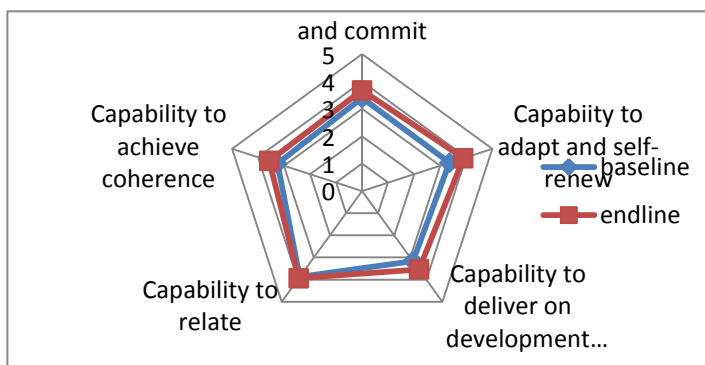 and commit
5
4
3
2
1
0
Capabiity to
adapt and self-
renew
Capability to
deliver on
development...
Capability to
relate
Capability to
achieve
coherence
baseline
endline